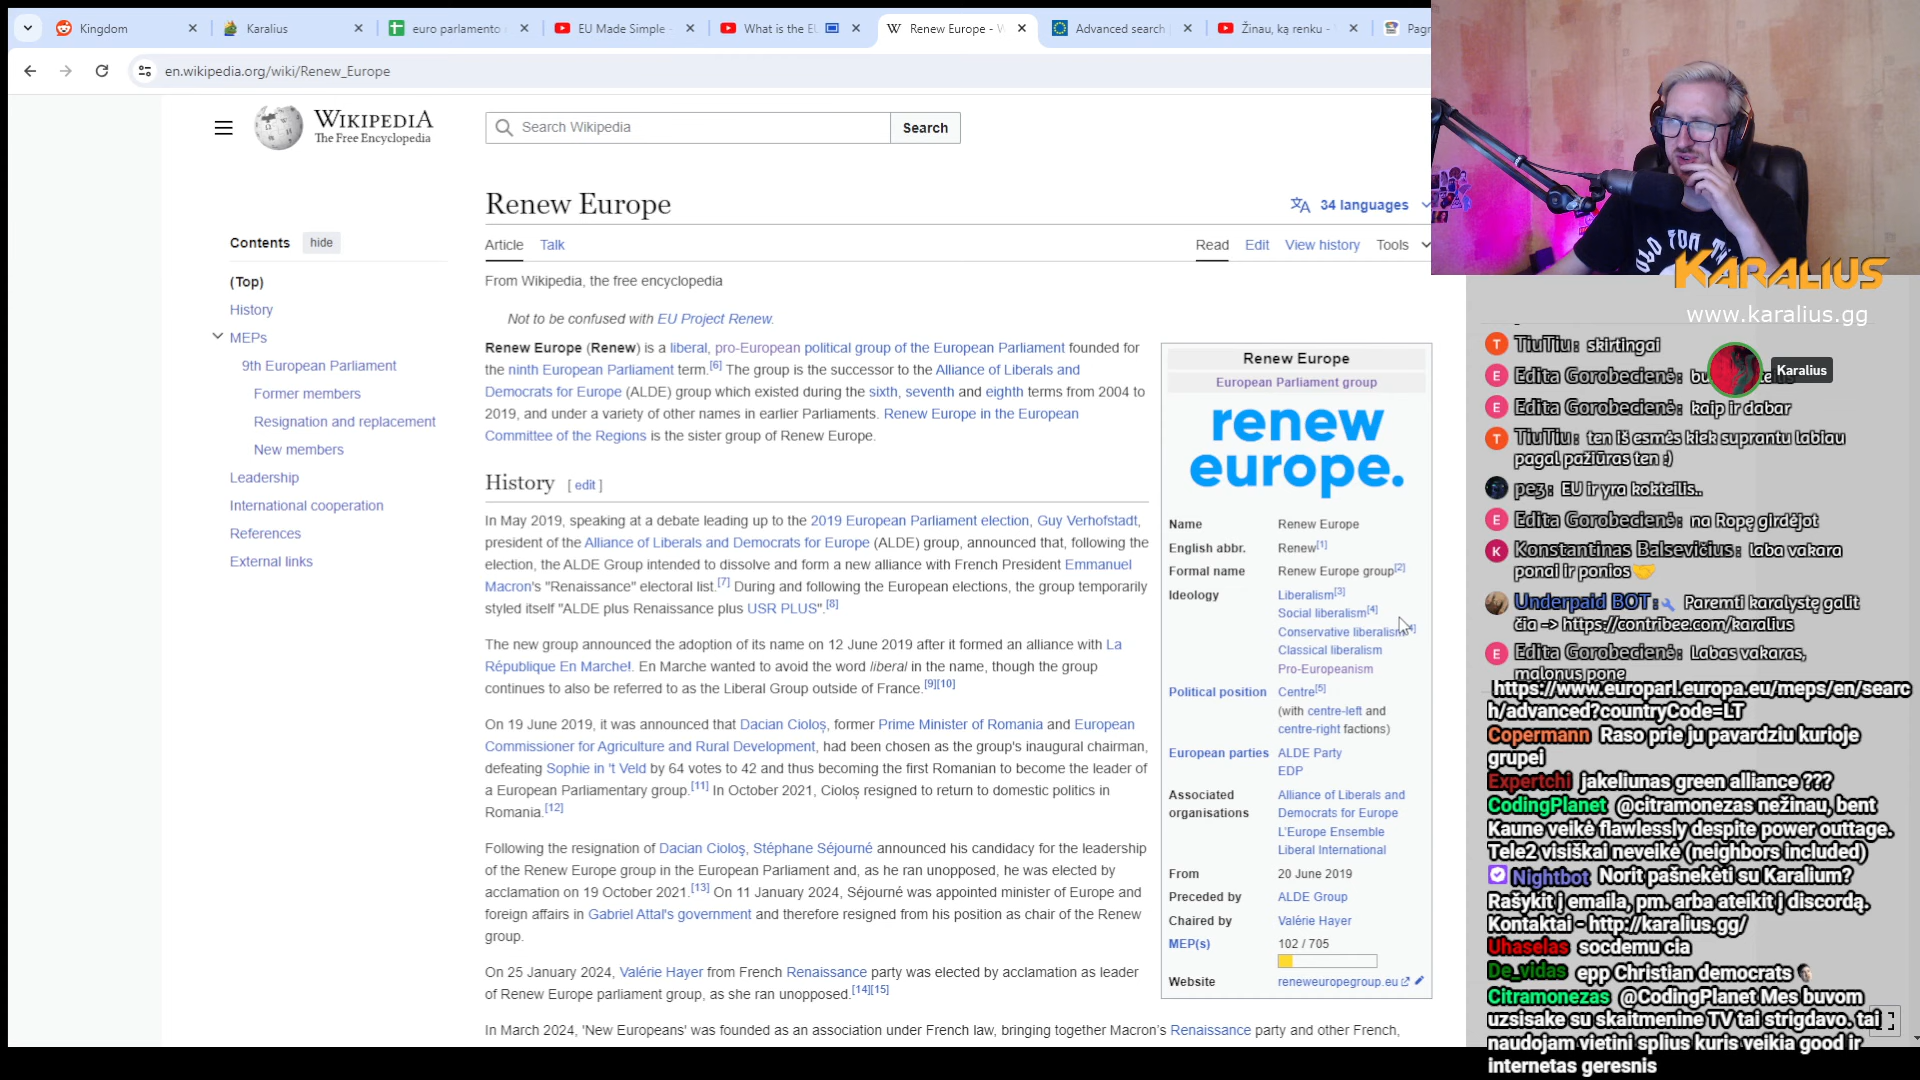 Kingdom
Karalius
euro parlamento
EU Made Simple
What is the EU
Renew Europe - W
Advanced search
Žinau, ką renku -
Pagr
en.wikipedia.org/wiki/Renew_Europe
WIKIPEDIA
The Free Encyclopedia
Search Wikipedia
Search
Renew Europe
34 languages
Contents
hide
(Top)
History
MEPs
9th European Parliament
Former members
Resignation and replacement
New members
Leadership
International cooperation
References
External links
Article
Talk
Read
Edit
View history
Tools
From Wikipedia, the free encyclopedia
Not to be confused with EU Project Renew.
Renew Europe (Renew) is a liberal, pro-European political group of the European Parliament founded for
the ninth European Parliament term.[6] The group is the successor to the Alliance of Liberals and
Democrats for Europe (ALDE) group which existed during the sixth, seventh and eighth terms from 2004 to
2019, and under a variety of other names in earlier Parliaments. Renew Europe in the European
Committee of the Regions is the sister group of Renew Europe.
History [ edit ]
In May 2019, speaking at a debate leading up to the 2019 European Parliament election, Guy Verhofstadt,
president of the Alliance of Liberals and Democrats for Europe (ALDE) group, announced that, following the
election, the ALDE Group intended to dissolve and form a new alliance with French President Emmanuel
Macron's "Renaissance" electoral list.[7] During and following the European elections, the group temporarily
styled itself "ALDE plus Renaissance plus USR PLUS".[8]
The new group announced the adoption of its name on 12 June 2019 after it formed an alliance with La
République En Marche!. En Marche wanted to avoid the word liberal in the name, though the group
continues to also be referred to as the Liberal Group outside of France.[9][10]
On 19 June 2019, it was announced that Dacian Cioloș, former Prime Minister of Romania and European
Commissioner for Agriculture and Rural Development, had been chosen as the group's inaugural chairman,
defeating Sophie in 't Veld by 64 votes to 42 and thus becoming the first Romanian to become the leader of
a European Parliamentary group.[11] In October 2021, Cioloș resigned to return to domestic politics in
Romania.[12]
Following the resignation of Dacian Cioloș, Stéphane Séjourné announced his candidacy for the leadership
of the Renew Europe group in the European Parliament and, as he ran unopposed, he was elected by
acclamation on 19 October 2021.[13] On 11 January 2024, Séjourné was appointed minister of Europe and
foreign affairs in Gabriel Attal's government and therefore resigned from his position as chair of the Renew
group.
On 25 January 2024, Valérie Hayer from French Renaissance party was elected by acclamation as leader
of Renew Europe parliament group, as she ran unopposed.[14][15]
In March 2024, 'New Europeans' was founded as an association under French law, bringing together Macron's Renaissance party and other French,
Renew Europe
European Parliament group
renew
europe.
Name Renew Europe
English abbr. Renew[1]
Formal name Renew Europe group[2]
Ideology Liberalism[3]
Social liberalism[4]
Conservative liberalism
Classical liberalism
Pro-Europeanism
Political position Centre[5]
(with centre-left and
centre-right factions)
European parties ALDE Party
EDP
Associated organisations Alliance of Liberals and
Democrats for Europe
L'Europe Ensemble
Liberal International
From 20 June 2019
Preceded by ALDE Group
Chaired by Valérie Hayer
MEP(s) 102 / 705
Website reneweuropegroup.eu
KARALIUS
www.karalius.gg
TiuTiu: skirtingai
Edita Gorobecienė:
Karalius
Edita Gorobecienė: kaip ir dabar
TiuTiu: ten iš esmės kiek suprantu labiau
pagal pažiūras ten :)
peʒ: EU ir yra kokteilis..
Edita Gorobecienė: na Ropę girdėjot
Konstantinas Balsevičius: laba vakara
ponai ir ponios
Underpaid BOT: Paremti karalystę galit
čia -> https://contribee.com/karalius
Edita Gorobecienė: Labas vakaras,
malonus pone
https://www.europarl.europa.eu/meps/en/searc
h/advanced?countryCode=LT
Copermann Raso prie ju pavardziu kurioje
grupei
Expertchi jakeliunas green alliance ???
CodingPlanet @citramonezas nežinau, bent
Kaune veikė flawlessly despite power outtage.
Tele2 visiškai neveikė (neighbors included)
Nightbot Norit pašnekėti su Karalium?
Rašykit į emaila, pm. arba ateikit į discordą.
Kontaktai - http://karalius.gg/
Uhaselas socdemu cia
De_vidas epp Christian democrats
Citramonezas @CodingPlanet Mes buvom
uzsisake su skaitmenine TV tai strigdavo. tai
naudojam vietini splius kuris veikia good ir
internetas geresnis